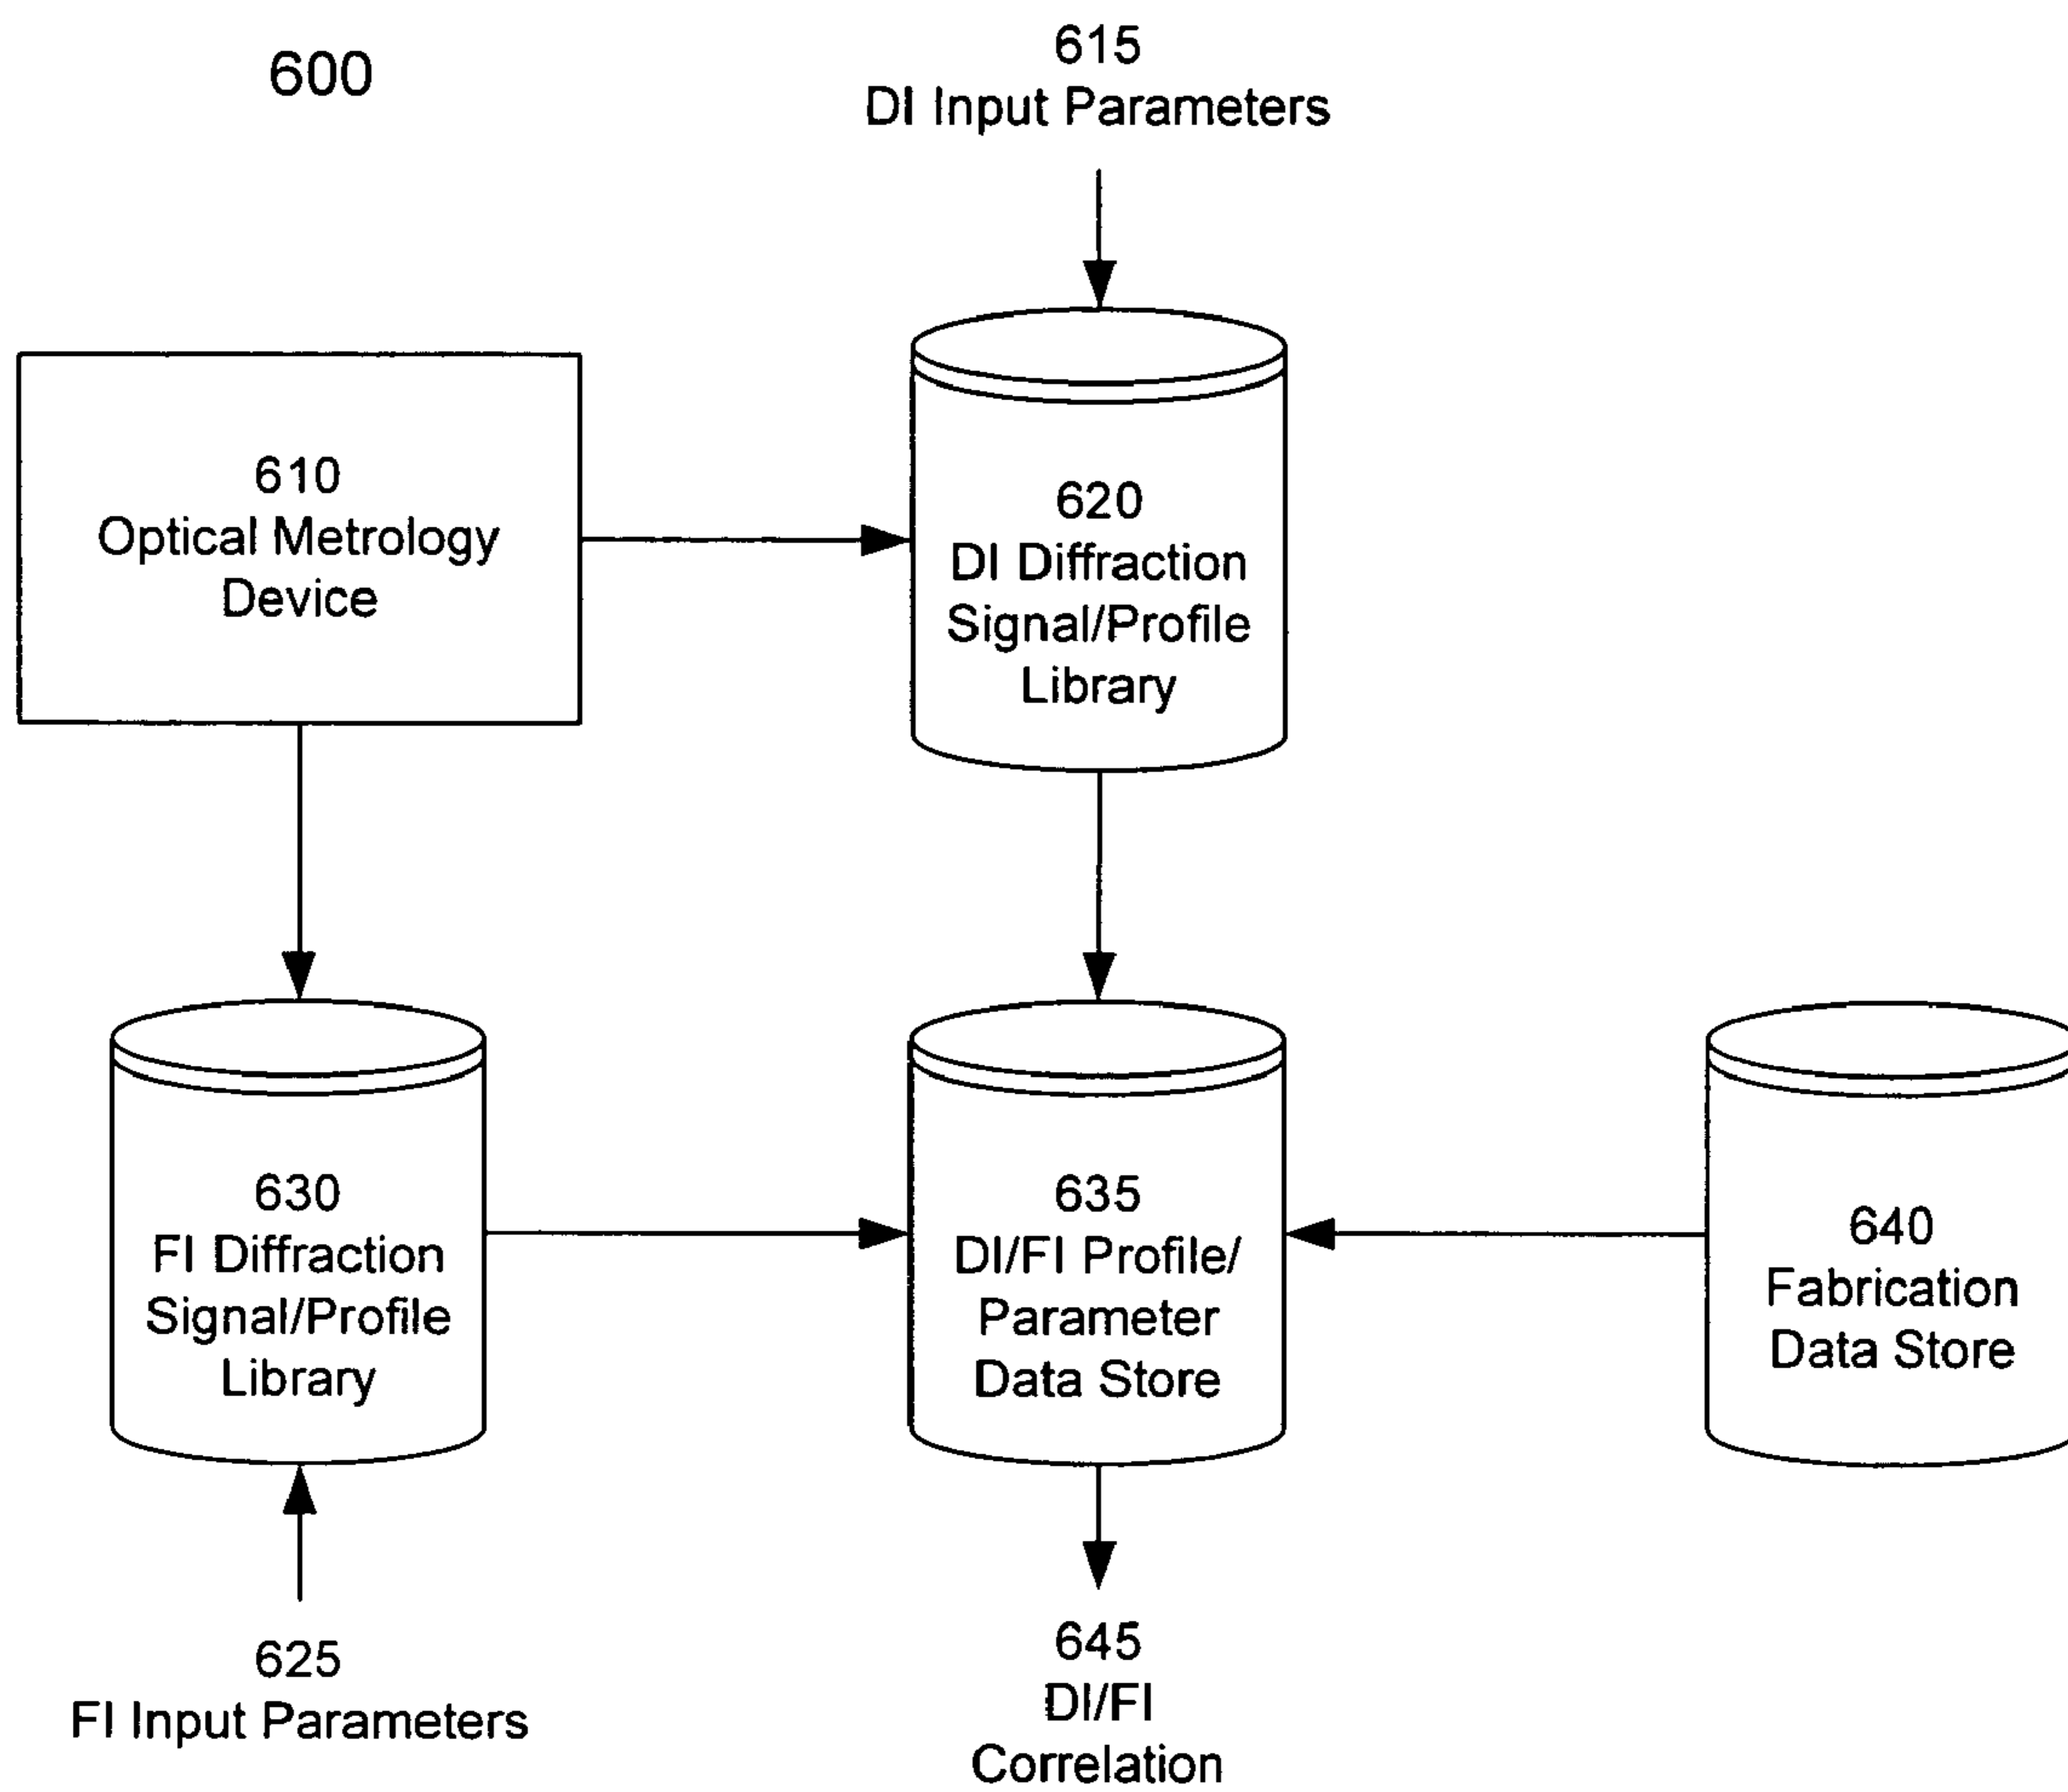 600
615
DI Input Parameters
610
Optical Metrology
Device
620
DI Diffraction
Signal/Profile
Library
630
FI Diffraction
Signal/Profile
Library
635
DI/FI Profile/
Parameter
Data Store
640
Fabrication
Data Store
625
FI Input Parameters
645
DI/FI
Correlation